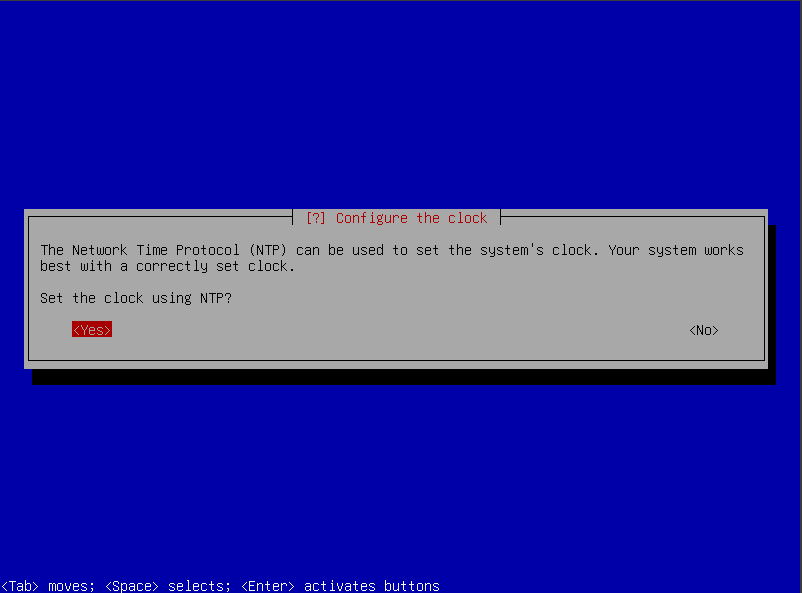 [?] Configure the clock
The Network Time Protocol (NTP) can be used to set the system's clock. Your system works
best with a correctly set clock.
Set the clock using NTP?
<Yes> <No>
<Tab> moves; <Space> selects; <Enter> activates buttons